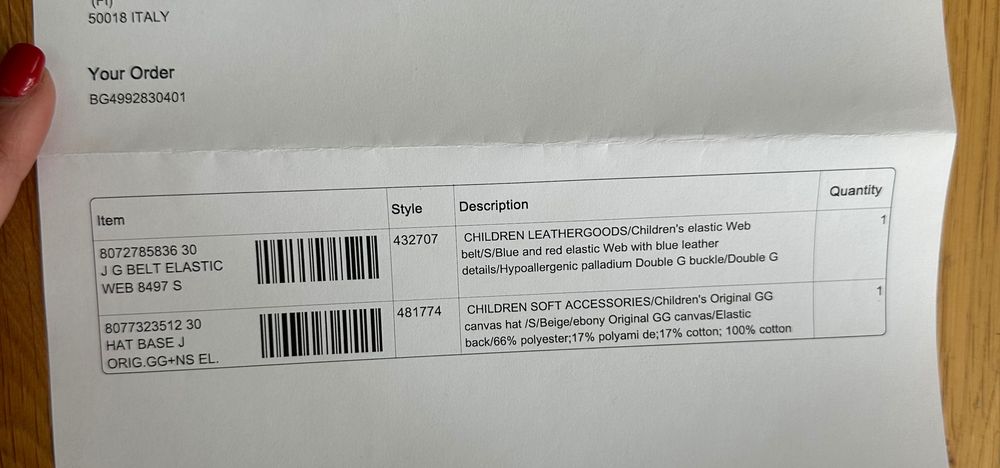 (FI)
50018 ITALY
Your Order
BG4992830401
Item Style Description Quantity
8072785836 30
J G BELT ELASTIC
WEB 8497 S
432707
CHILDREN LEATHERGOODS/Children's elastic Web
belt/S/Blue and red elastic Web with blue leather
details/Hypoallergenic palladium Double G buckle/Double G
1
8077323512 30
HAT BASE J
ORIG.GG+NS EL.
481774
CHILDREN SOFT ACCESSORIES/Children's Original GG
canvas hat /S/Beige/ebony Original GG canvas/Elastic
back/66% polyester;17% polyami de;17% cotton; 100% cotton
1